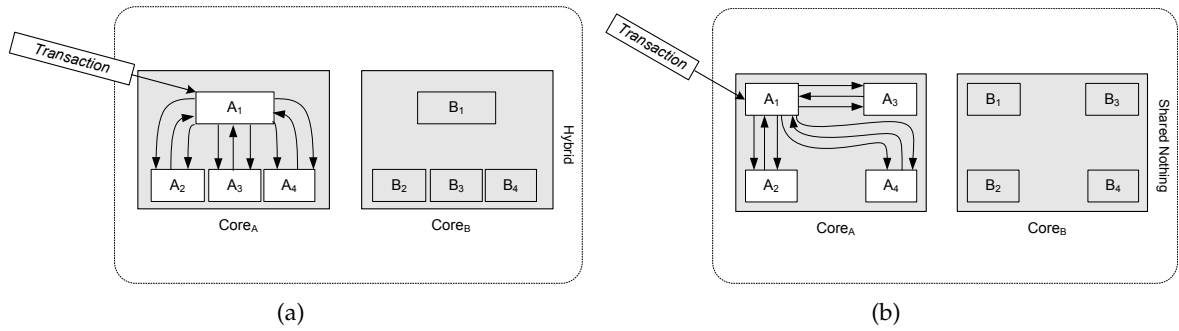 Transaction
A1
A2 A3 A4
CoreA
B1
B2 B3 B4
CoreB
Hybrid
(a)
Transaction
A1 A3
A2 A4
CoreA
B1 B3
B2 B4
CoreB
Shared Nothing
(b)